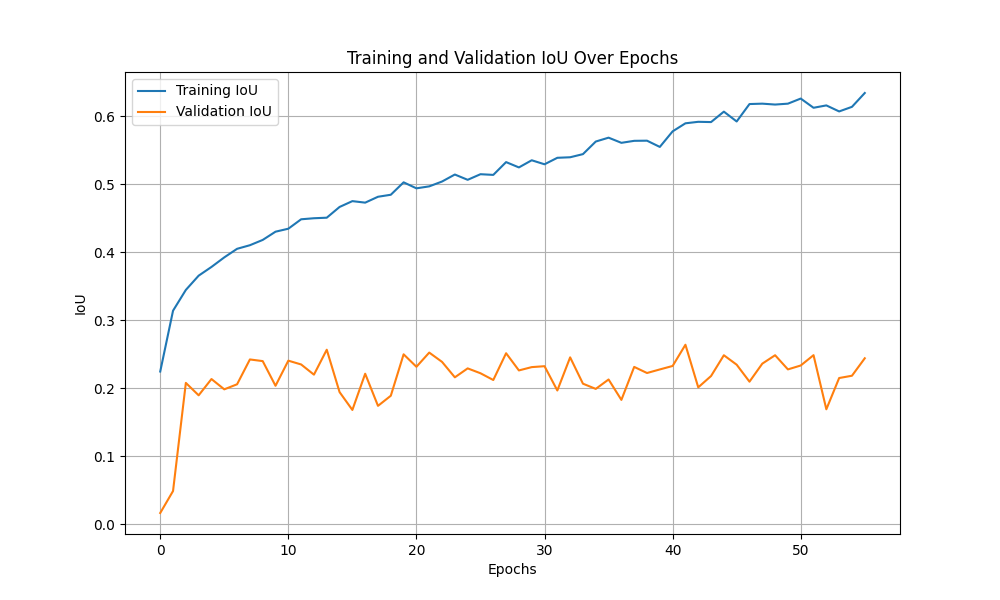 Training and Validation IoU Over Epochs
Training IoU
Validation IoU
0.6
0.5
0.4
0.3
0.2
0.1
0.0
IoU
0 10 20 30 40 50
Epochs